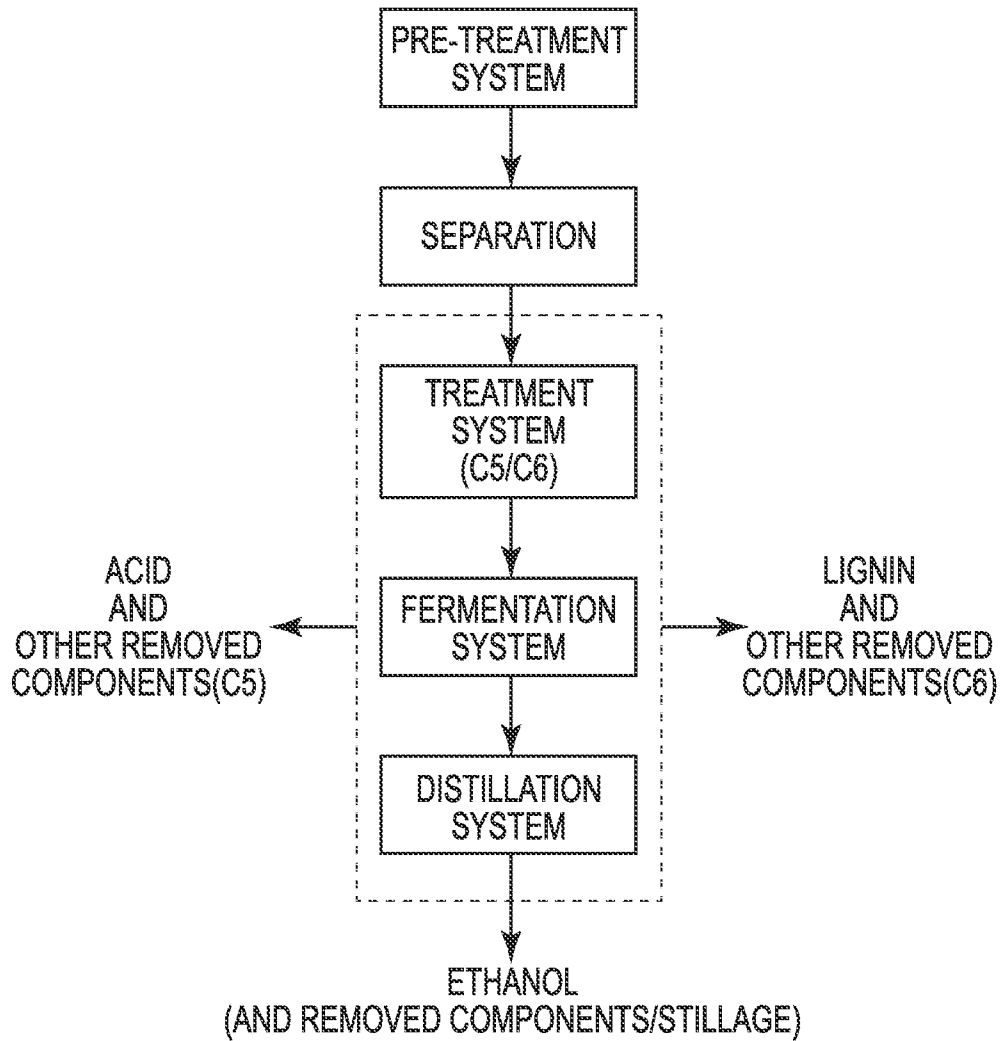 PRE-TREATMENT
SYSTEM
SEPARATION
TREATMENT
SYSTEM
(C5/C6)
ACID
AND
OTHER REMOVED
COMPONENTS(C5)
FERMENTATION
SYSTEM
LIGNIN
AND
OTHER REMOVED
COMPONENTS(C6)
DISTILLATION
SYSTEM
ETHANOL
(AND REMOVED COMPONENTS/STILLAGE)